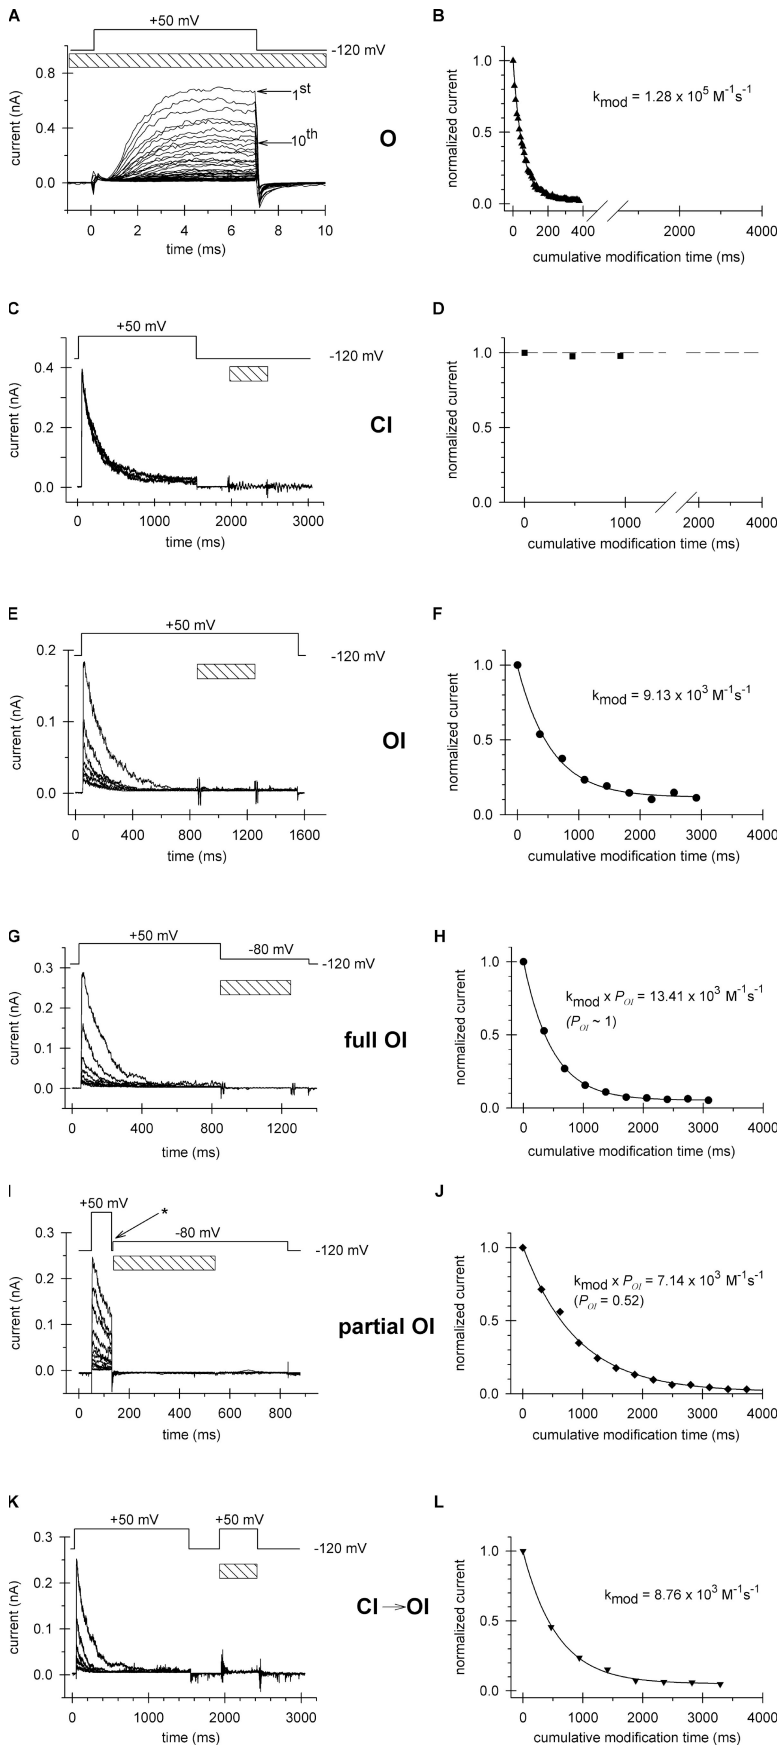 A
+50 mV
-120 mV
0.8
0.4
0.0
current (nA)
1st
10th
0 2 4 6 8 10
time (ms)
O
B
1.0
0.5
0.0
normalized current
kmod = 1.28 x 10⁵ M⁻¹s⁻¹
0 200 400 2000 4000
cumulative modification time (ms)
C
+50 mV
-120 mV
0.4
0.2
0.0
current (nA)
0 1000 2000 3000
time (ms)
CI
D
1.0
0.5
0.0
normalized current
0 1000 2000 4000
cumulative modification time (ms)
E
+50 mV
-120 mV
0.2
0.1
0.0
current (nA)
0 400 800 1200 1600
time (ms)
OI
F
1.0
0.5
0.0
normalized current
kmod = 9.13 x 10³ M⁻¹s⁻¹
0 1000 2000 3000 4000
cumulative modification time (ms)
G
+50 mV
-80 mV
-120 mV
0.3
0.2
0.1
0.0
current (nA)
0 400 800 1200
time (ms)
full OI
H
1.0
0.5
0.0
normalized current
kmod x POI = 13.41 x 10³ M⁻¹s⁻¹
(POI ~ 1)
0 1000 2000 3000 4000
cumulative modification time (ms)
I
+50 mV
*
-80 mV
-120 mV
0.3
0.2
0.1
0.0
current (nA)
0 200 400 600 800
time (ms)
partial OI
J
1.0
0.5
0.0
normalized current
kmod x POI = 7.14 x 10³ M⁻¹s⁻¹
(POI = 0.52)
0 1000 2000 3000 4000
cumulative modification time (ms)
K
+50 mV
+50 mV
-120 mV
0.3
0.2
0.1
0.0
current (nA)
0 1000 2000 3000
time (ms)
CI → OI
L
1.0
0.5
0.0
normalized current
kmod = 8.76 x 10³ M⁻¹s⁻¹
0 1000 2000 3000 4000
cumulative modification time (ms)